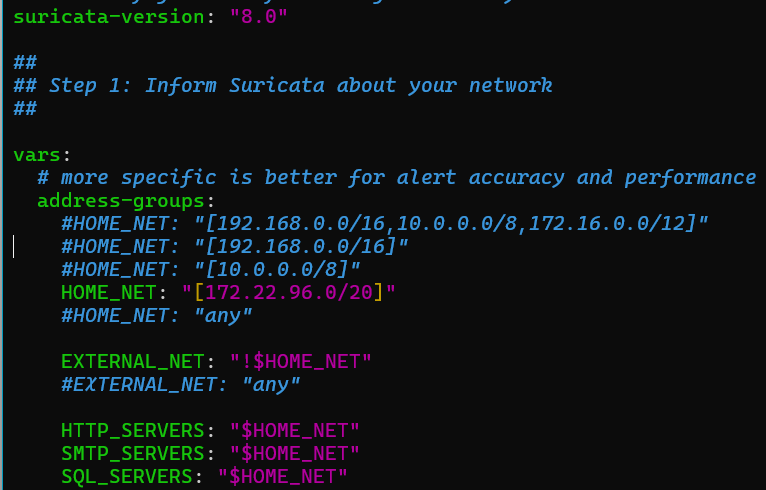 suricata-version: "8.0"
##
## Step 1: Inform Suricata about your network
##
vars:
# more specific is better for alert accuracy and performance
address-groups:
#HOME_NET: "[192.168.0.0/16,10.0.0.0/8,172.16.0.0/12]"
#HOME_NET: "[192.168.0.0/16]"
#HOME_NET: "[10.0.0.0/8]"
HOME_NET: "[172.22.96.0/20]"
#HOME_NET: "any"
EXTERNAL_NET: "!$HOME_NET"
#EXTERNAL_NET: "any"
HTTP_SERVERS: "$HOME_NET"
SMTP_SERVERS: "$HOME_NET"
SQL_SERVERS: "$HOME_NET"